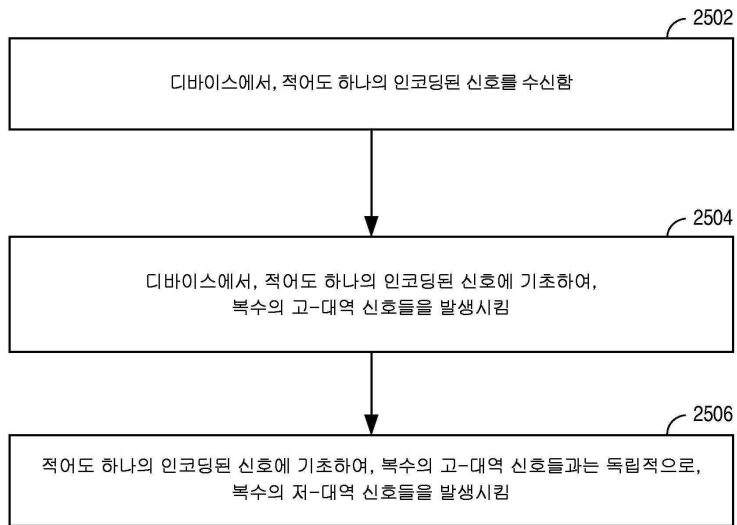 2502
디바이스에서, 적어도 하나의 인코딩된 신호를 수신함
2504
디바이스에서, 적어도 하나의 인코딩된 신호에 기초하여,
복수의 고-대역 신호들을 발생시킴
2506
적어도 하나의 인코딩된 신호에 기초하여, 복수의 고-대역 신호들과는 독립적으로,
복수의 저-대역 신호들을 발생시킴